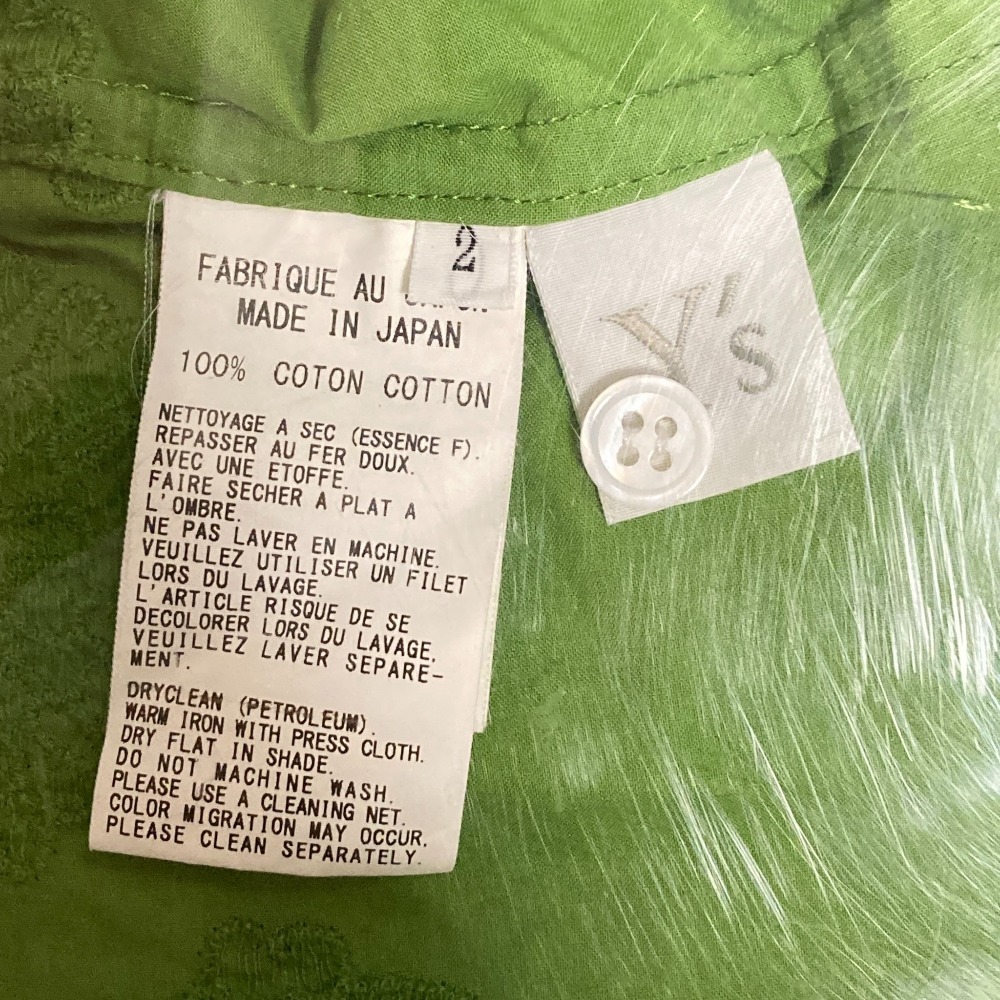 2
FABRIQUE AU
MADE IN JAPAN
100% COTON COTTON
NETTOYAGE A SEC (ESSENCE F).
REPASSER AU FER DOUX.
AVEC UNE ETOFFE.
FAIRE SECHER A PLAT A
L'OMBRE.
NE PAS LAVER EN MACHINE.
VEUILLEZ UTILISER UN FILET
LORS DU LAVAGE.
L'ARTICLE RISQUE DE SE
DECOLORER LORS DU LAVAGE.
VEUILLEZ LAVER SEPARE-
MENT.
DRYCLEAN (PETROLEUM).
WARM IRON WITH PRESS CLOTH.
DRY FLAT IN SHADE.
DO NOT MACHINE WASH.
PLEASE USE A CLEANING NET.
COLOR MIGRATION MAY OCCUR.
PLEASE CLEAN SEPARATELY.
Y's